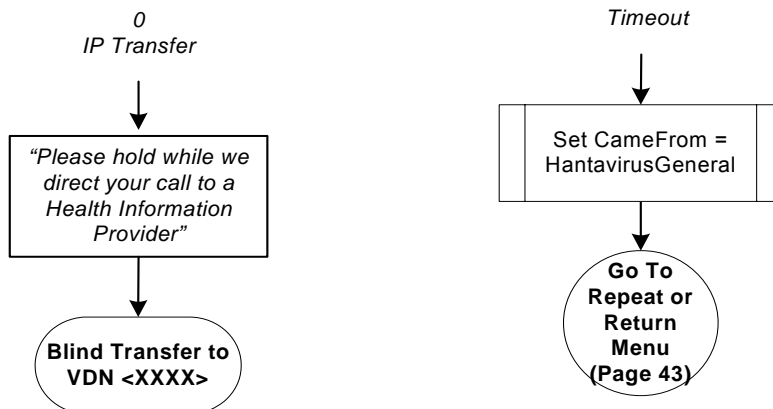 0
IP Transfer
“Please hold while we
direct your call to a
Health Information
Provider”
Blind Transfer to
VDN <XXXX>
Timeout
Set CameFrom =
HantavirusGeneral
Go To
Repeat or
Return
Menu
(Page 43)